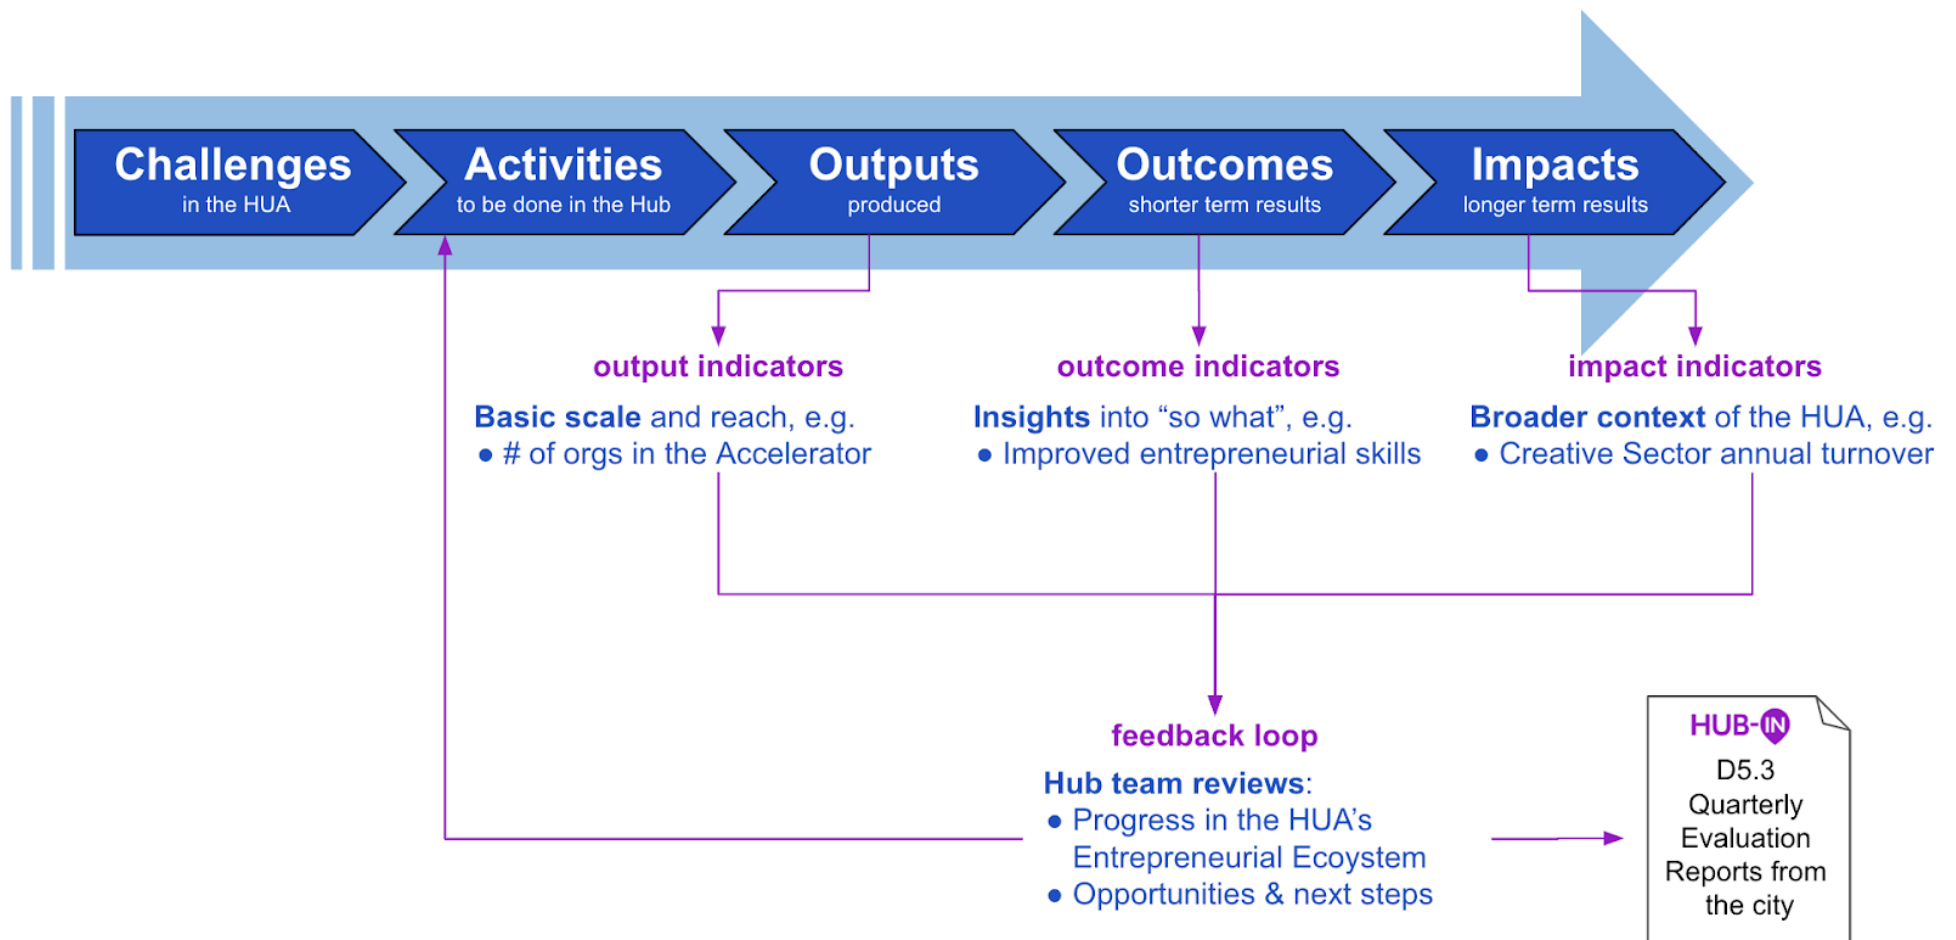 Challenges
in the HUA
Activities
to be done in the Hub
Outputs
produced
Outcomes
shorter term results
Impacts
longer term results
output indicators
Basic scale and reach, e.g.
● # of orgs in the Accelerator
outcome indicators
Insights into “so what”, e.g.
● Improved entrepreneurial skills
impact indicators
Broader context of the HUA, e.g.
● Creative Sector annual turnover
feedback loop
Hub team reviews:
● Progress in the HUA’s
Entrepreneurial Ecoystem
● Opportunities & next steps
HUB-IN
D5.3
Quarterly
Evaluation
Reports from
the city